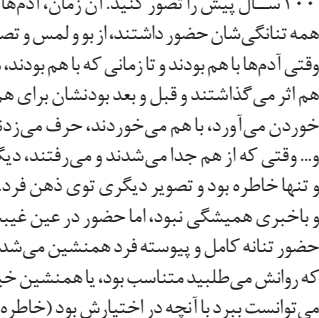 ۱۰۰ سال پیش را تصور کنید. آن زمان، آدم‌ها
همه تنانگی‌شان حضور داشتند، از بو و لمس و تص
وقتی آدم‌ها با هم بودند و تا زمانی که با هم بودند،
هم اثر می‌گذاشتند و قبل و بعد بودنشان برای هم
خوردن می‌آورد، با هم می‌خوردند، حرف می‌زدن
و... وقتی که از هم جدا می‌شدند و می‌رفتند، دیگ
و تنها خاطره بود و تصویر دیگری توی ذهن فرد.
و باخبری همیشگی نبود، اما حضور در عین غیب
حضور تنانه کامل و پیوسته فرد همنشین می‌شد
که روانش می‌طلبید متناسب بود، یا همنشین خی
می‌توانست ببرد با آنچه در اختیارش بود (خاطره